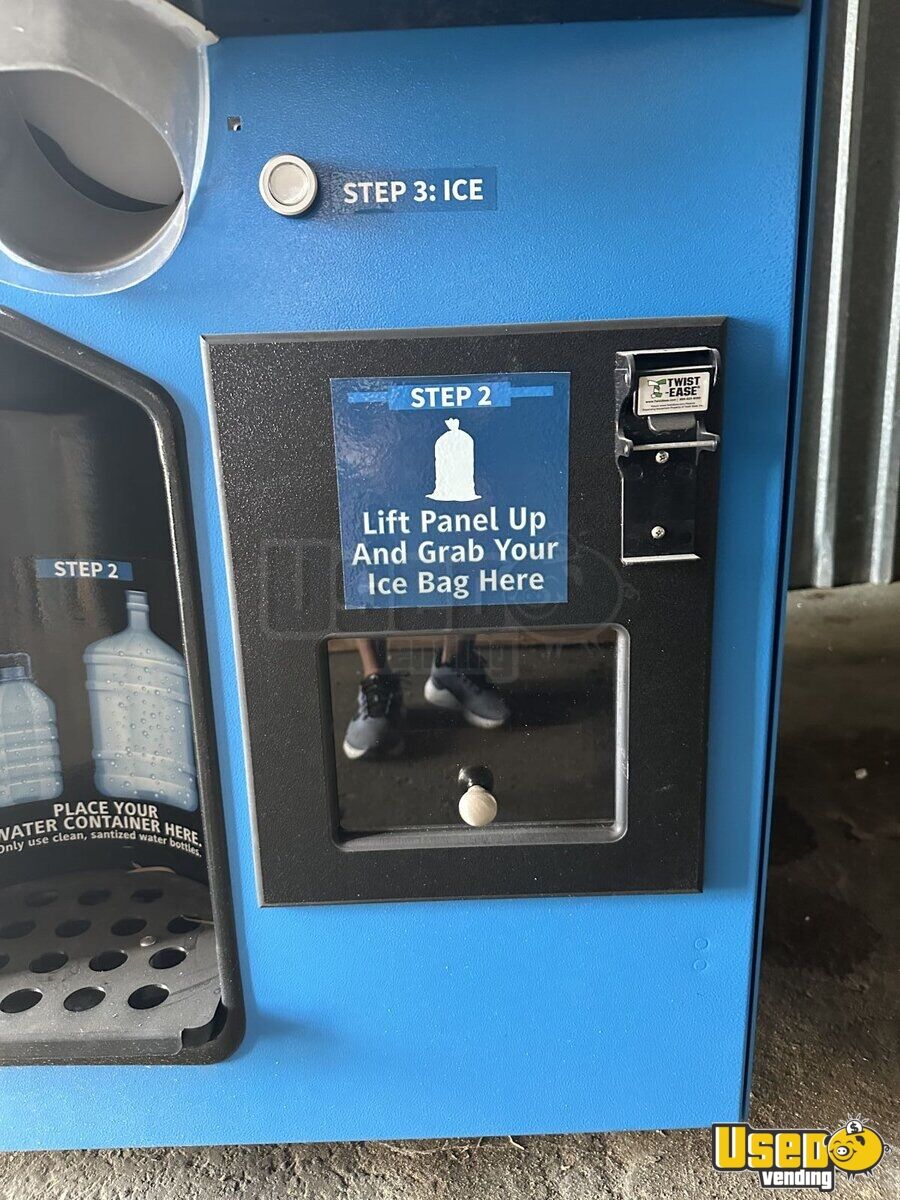 STEP 3: ICE
TWIST
-EASE
STEP 2
Lift Panel Up
And Grab Your
Ice Bag Here
STEP 2
PLACE YOUR
WATER CONTAINER HERE.
Only use clean, santized water bottles.
USED
vending